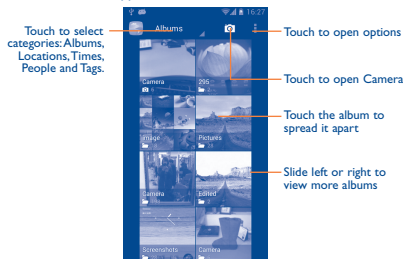 Touch to select
categories: Albums,
Locations, Times,
People and Tags.
16:27
Albums
Touch to open options
Touch to open Camera
Touch the album to
spread it apart
Slide left or right to
view more albums
Camera
6
295
image
Pictures
Camera
Edited
Screenshots
Camera